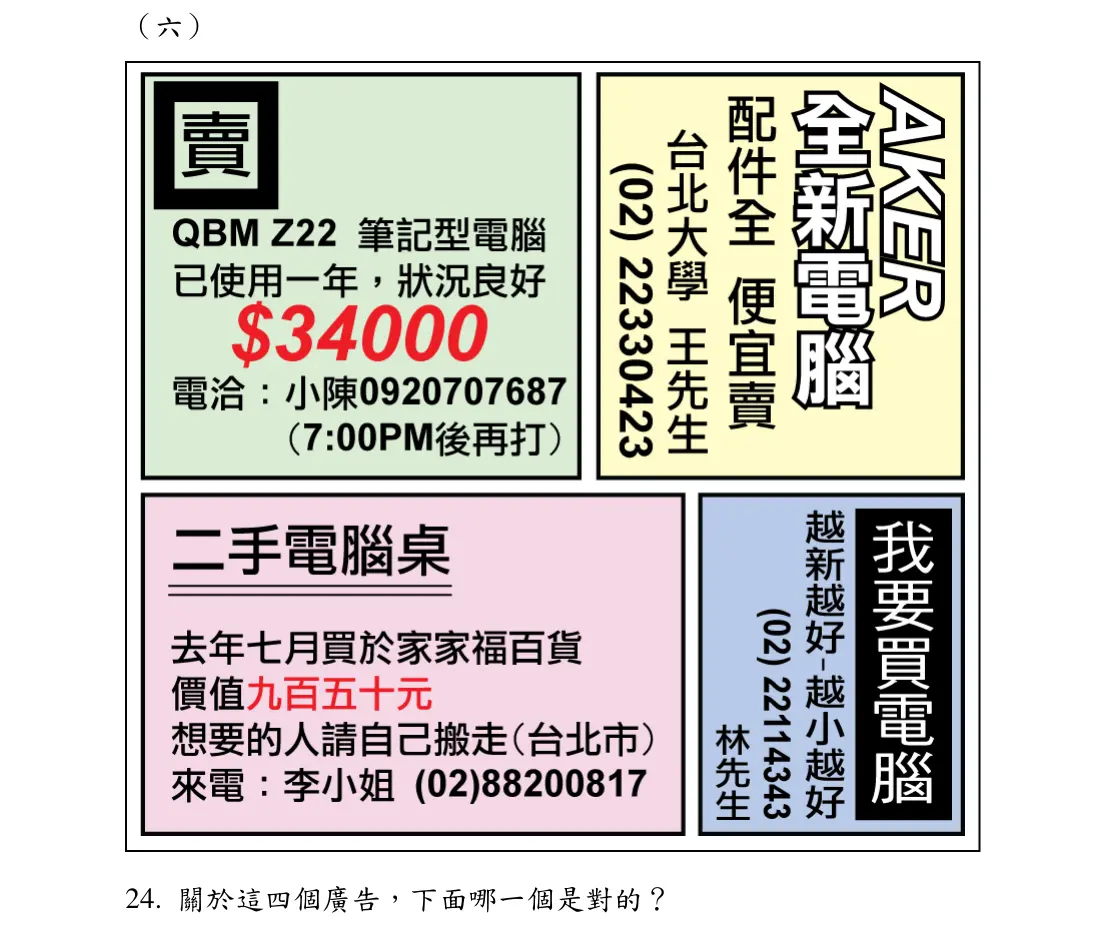 （六）
賣
QBM Z22 筆記型電腦
已使用一年，狀況良好
$34000
電洽：小陳0920707687
（7:00PM後再打）
AKER
全新電腦
配件全 便宜賣
台北大學 王先生
(02) 22330423
二手電腦桌
去年七月買於家家福百貨
價值九百五十元
想要的人請自己搬走（台北市）
來電：李小姐 (02)88200817
我要買電腦
越新越好-越小越好
(02) 22114343
林先生
24. 關於這四個廣告，下面哪一個是對的？